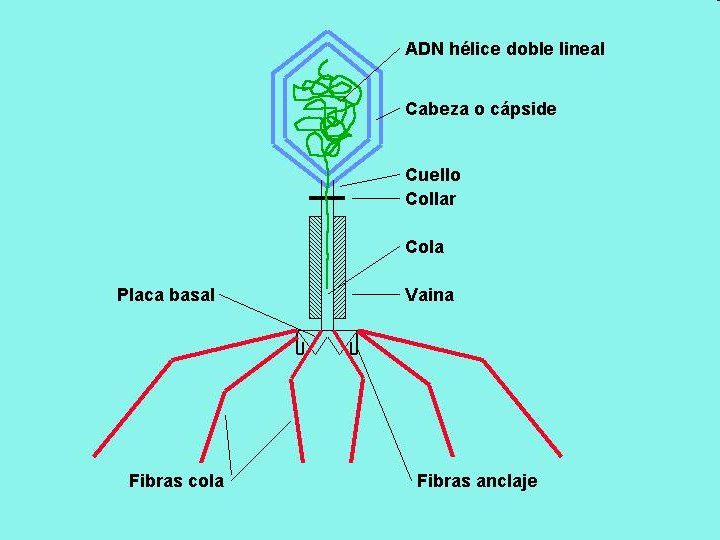 ADN hélice doble lineal
Cabeza o cápside
Cuello
Collar
Cola
Placa basal
Vaina
Fibras cola
Fibras anclaje